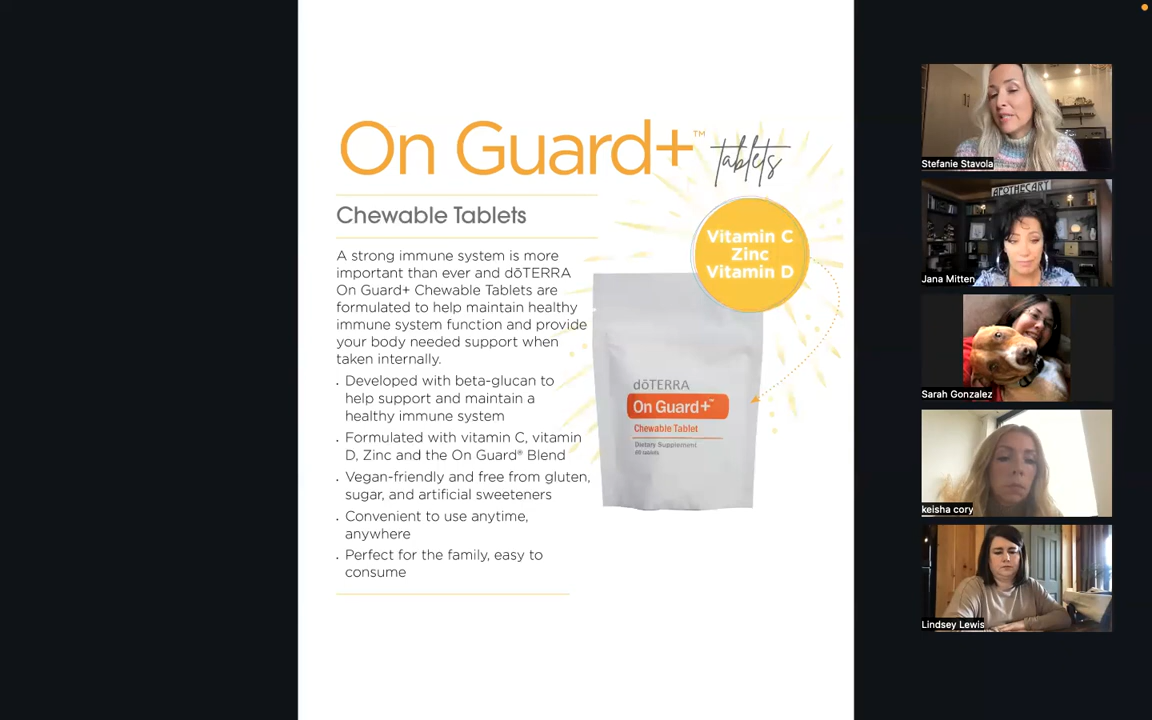 On Guard+™ tablets
Chewable Tablets
A strong immune system is more
important than ever and dōTERRA
On Guard+ Chewable Tablets are
formulated to help maintain healthy
immune system function and provide
your body needed support when
taken internally.
. Developed with beta-glucan to
help support and maintain a
healthy immune system
. Formulated with vitamin C, vitamin
D, Zinc and the On Guard® Blend
. Vegan-friendly and free from gluten,
sugar, and artificial sweeteners
. Convenient to use anytime,
anywhere
. Perfect for the family, easy to
consume
Vitamin C
Zinc
Vitamin D
dōTERRA
On Guard+™
Chewable Tablet
Dietary Supplement
60 tablets
Stefanie Stavola
APOTHECARY
Jana Mitten
Sarah Gonzalez
keisha cory
Lindsey Lewis